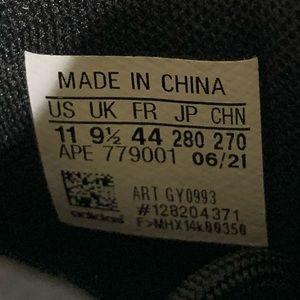 MADE IN CHINA
US UK FR JP CHN
11 9½ 44 280 270
APE 779001 06/21
ART GY0993
#128204371
adidas
F>MHX14k00350